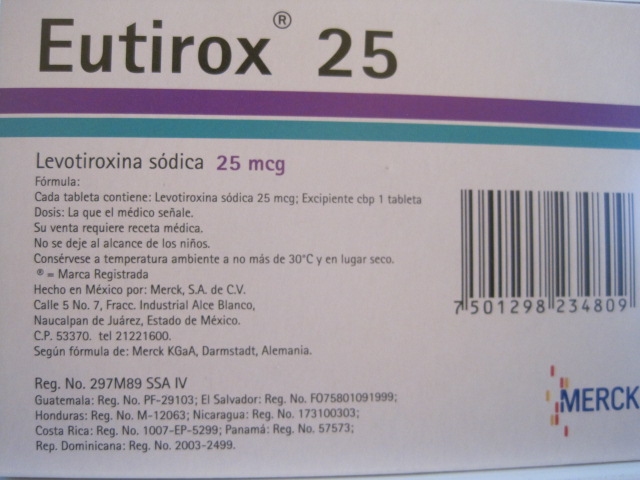 Eutirox® 25
Levotiroxina sódica 25 mcg
Fórmula:
Cada tableta contiene: Levotiroxina sódica 25 mcg; Excipiente cbp 1 tableta
Dosis: La que el médico señale.
Su venta requiere receta médica.
No se deje al alcance de los niños.
Consérvese a temperatura ambiente a no más de 30°C y en lugar seco.
® = Marca Registrada
Hecho en México por: Merck, S.A. de C.V.
Calle 5 No. 7, Fracc. Industrial Alce Blanco,
Naucalpan de Juárez, Estado de México.
C.P. 53370. tel 21221600.
Según fórmula de: Merck KGaA, Darmstadt, Alemania.
Reg. No. 297M89 SSA IV
Guatemala: Reg. No. PF-29103; El Salvador: Reg. No. FO75801091999;
Honduras: Reg. No. M-12063; Nicaragua: Reg. No. 173100303;
Costa Rica: Reg. No. 1007-EP-5299; Panamá: Reg. No. 57573;
Rep. Dominicana: Reg. No. 2003-2499.
7 501298 234809
MERCK